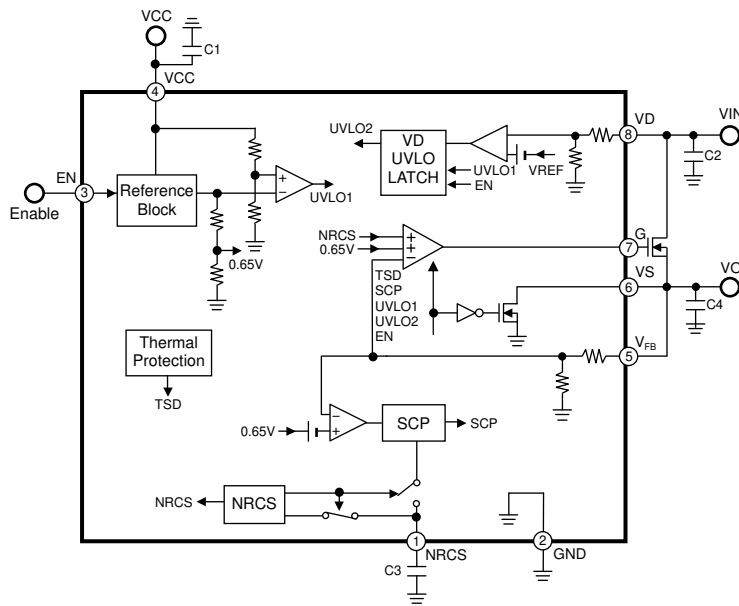 VCC
C1
VCC
4
EN
3
Enable
Reference
Block
UVLO1
+
−
0.65V
UVLO2
VD
UVLO
LATCH
UVLO1
EN
VREF
VD
8
VIN
C2
NRCS
0.65V
+
+
−
G
7
TSD
SCP
UVLO1
UVLO2
EN
VS
6
C4
VFB
5
Thermal
Protection
TSD
0.65V
−
+
SCP
SCP
NRCS
NRCS
1
NRCS
C3
2
GND